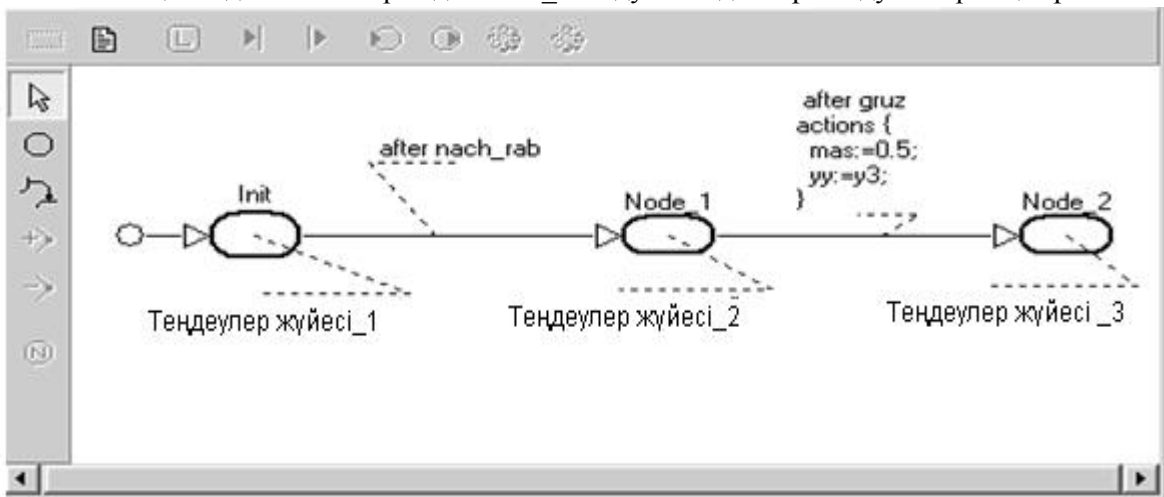 after nach_rab
after gruz
actions {
mas:=0.5;
yy:=y3;
}
Init
Node_1
Node_2
Теңдеулер жүйесі_1
Теңдеулер жүйесі_2
Теңдеулер жүйесі _3